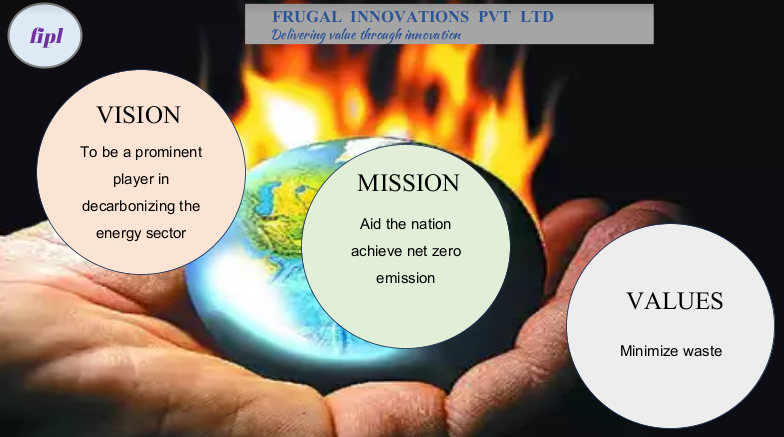 fipl
FRUGAL INNOVATIONS PVT LTD
Delivering value through innovation
VISION
To be a prominent
player in
decarbonizing the
energy sector
MISSION
Aid the nation
achieve net zero
emission
VALUES
Minimize waste